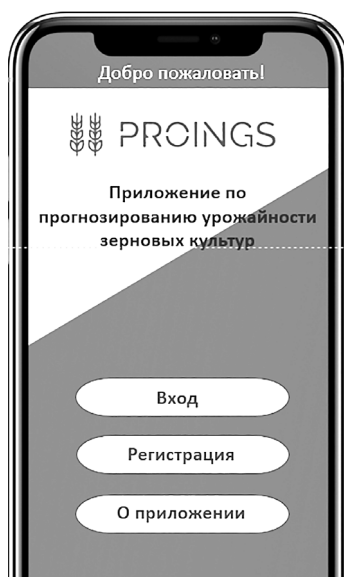 Добро пожаловать!
PROINGS
Приложение по
прогнозированию урожайности
зерновых культур
Вход
Регистрация
О приложении